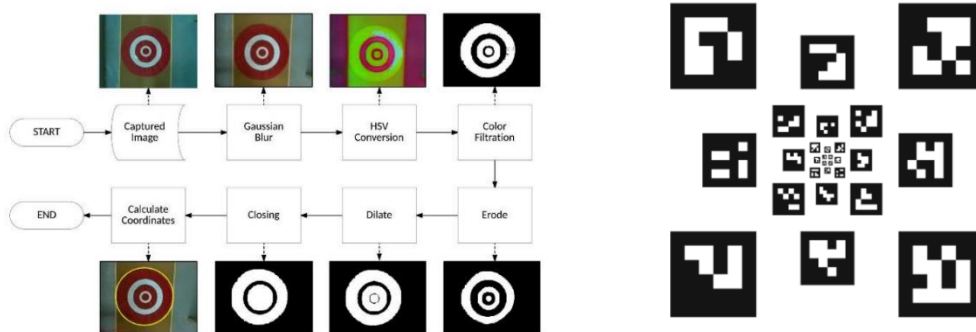 START
Captured
Image
Gaussian
Blur
HSV
Conversion
Color
Filtration
END
Calculate
Coordinates
Closing
Dilate
Erode